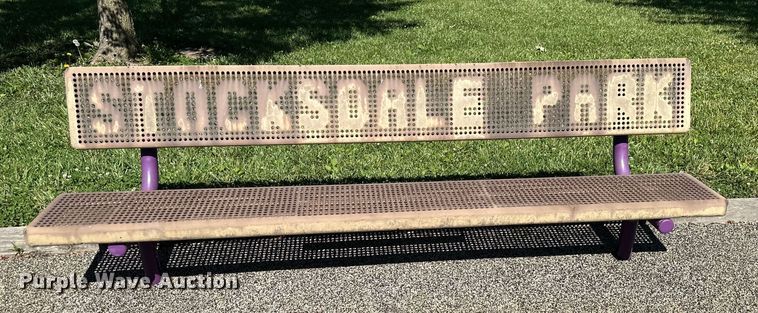 STOCKSDALE PARK
Purple Wave Auction